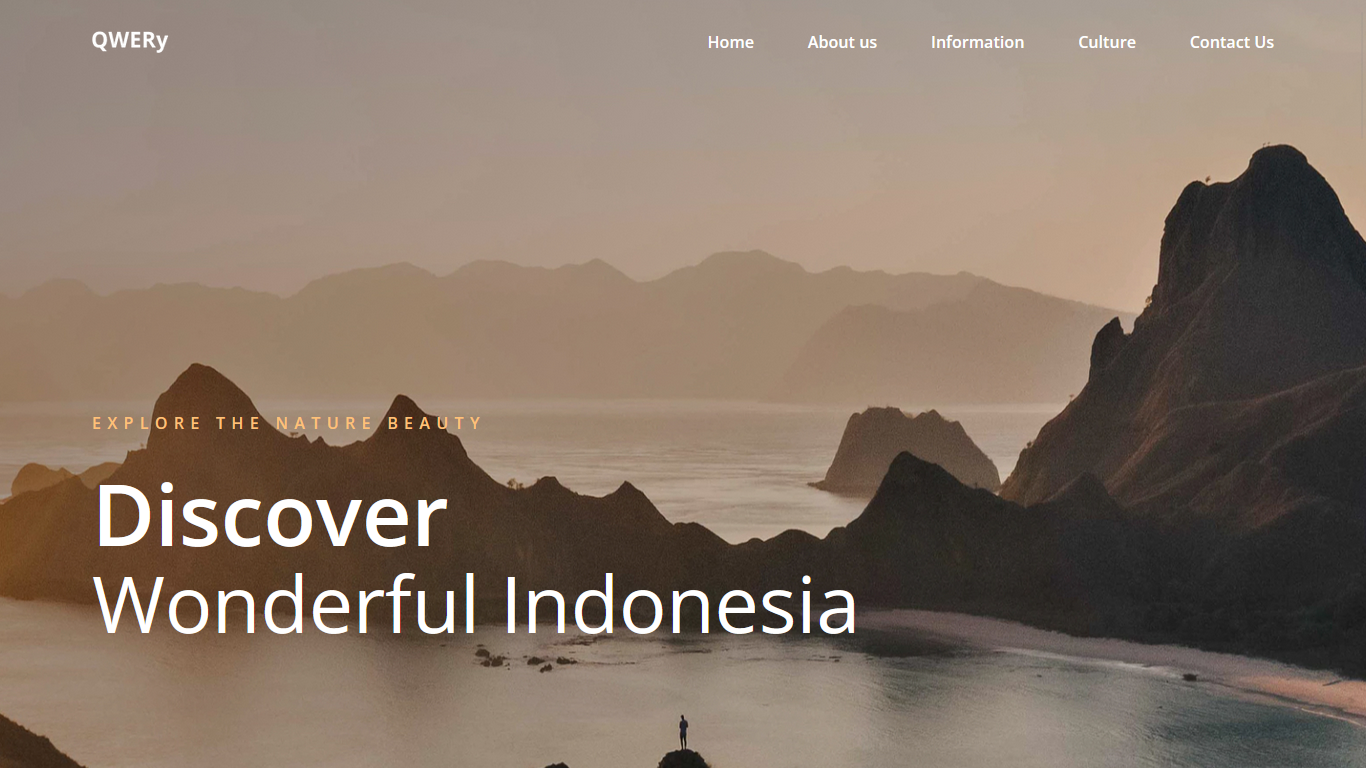 QWERy
Home About us Information Culture Contact Us
EXPLORE THE NATURE BEAUTY
Discover
Wonderful Indonesia